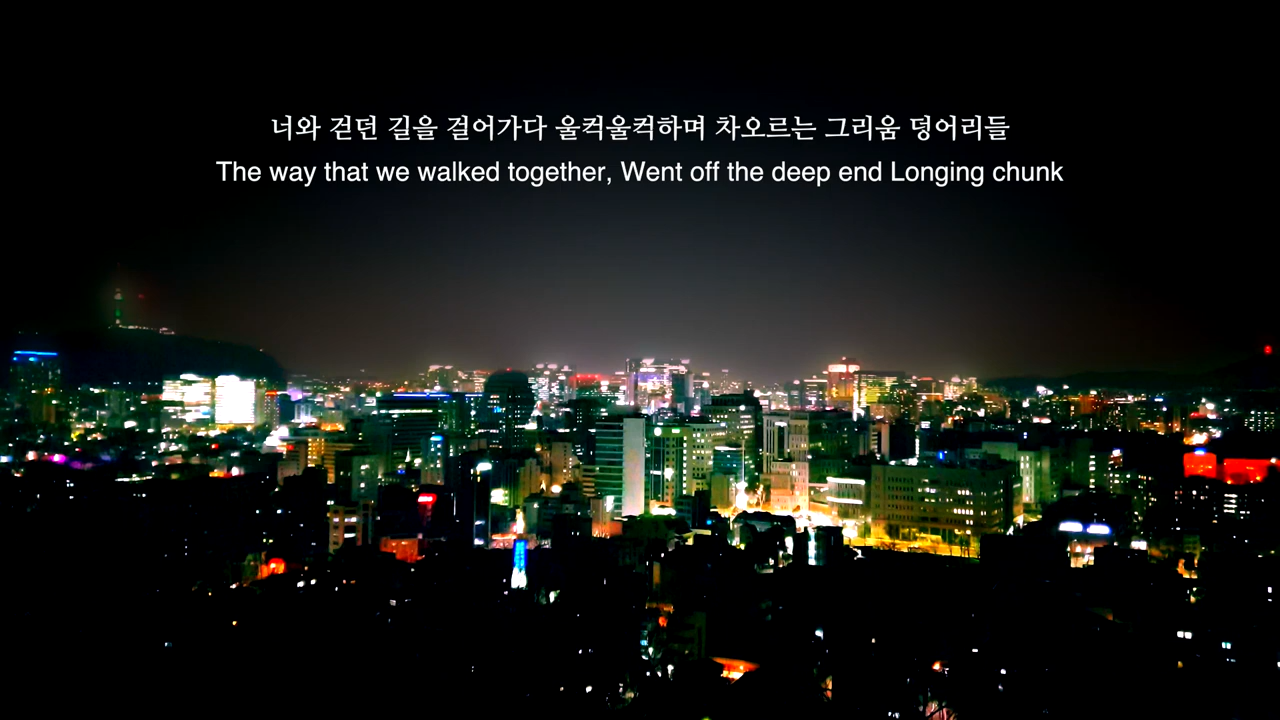 너와 걷던 길을 걸어가다 울컥울컥하며 차오르는 그리움 덩어리들
The way that we walked together, Went off the deep end Longing chunk